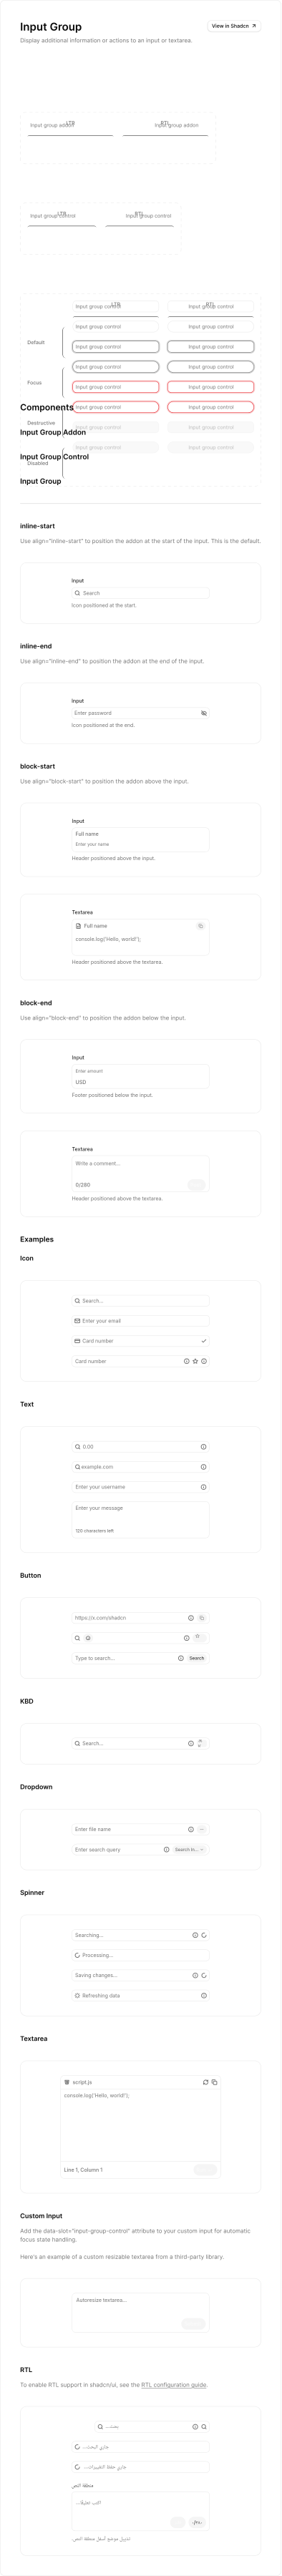 Input Group
View in Shadcn
Display additional information or actions to an input or textarea.
LTR
RTL
Input group addon
Input group addon
LTR
RTL
Input group control
Input group control
LTR
RTL
Input group control
Input group control
Input group control
Input group control
Default
Input group control
Input group control
Input group control
Input group control
Focus
Input group control
Input group control
Components
Input group control
Input group control
Destructive
Input group control
Input group control
Input Group Addon
Input group control
Input group control
Input Group Control
Disabled
Input Group
inline-start
Use align="inline-start" to position the addon at the start of the input. This is the default.
Input
Search
Icon positioned at the start.
inline-end
Use align="inline-end" to position the addon at the end of the input.
Input
Enter password
Icon positioned at the end.
block-start
Use align="block-start" to position the addon above the input.
Input
Full name
Enter your name
Header positioned above the input.
Textarea
Full name
console.log("Hello, world!");
Header positioned above the textarea.
block-end
Use align="block-end" to position the addon below the input.
Input
Enter amount
USD
Footer positioned below the input.
Textarea
Write a comment...
0/280
Header positioned above the textarea.
Examples
Icon
Search...
Enter your email
Card number
Card number
Text
0.00
example.com
Enter your username
Enter your message
120 characters left
Button
https://x.com/shadcn
Type to search...
Search
KBD
Search...
Dropdown
Enter file name
Enter search query
Search In...
Spinner
Searching...
Processing...
Saving changes...
Refreshing data
Textarea
script.js
console.log("Hello, world!");
Line 1, Column 1
Custom Input
Add the data-slot="input-group-control" attribute to your custom input for automatic
focus state handling.
Here's an example of a custom resizable textarea from a third-party library.
Autoresize textarea...
RTL
To enable RTL support in shadcn/ui, see the RTL configuration guide.
بحث...
جاري البحث...
جاري حفظ التغييرات...
منطقة النص
اكتب تعليقًا...
تذييل موضع أسفل منطقة النص.